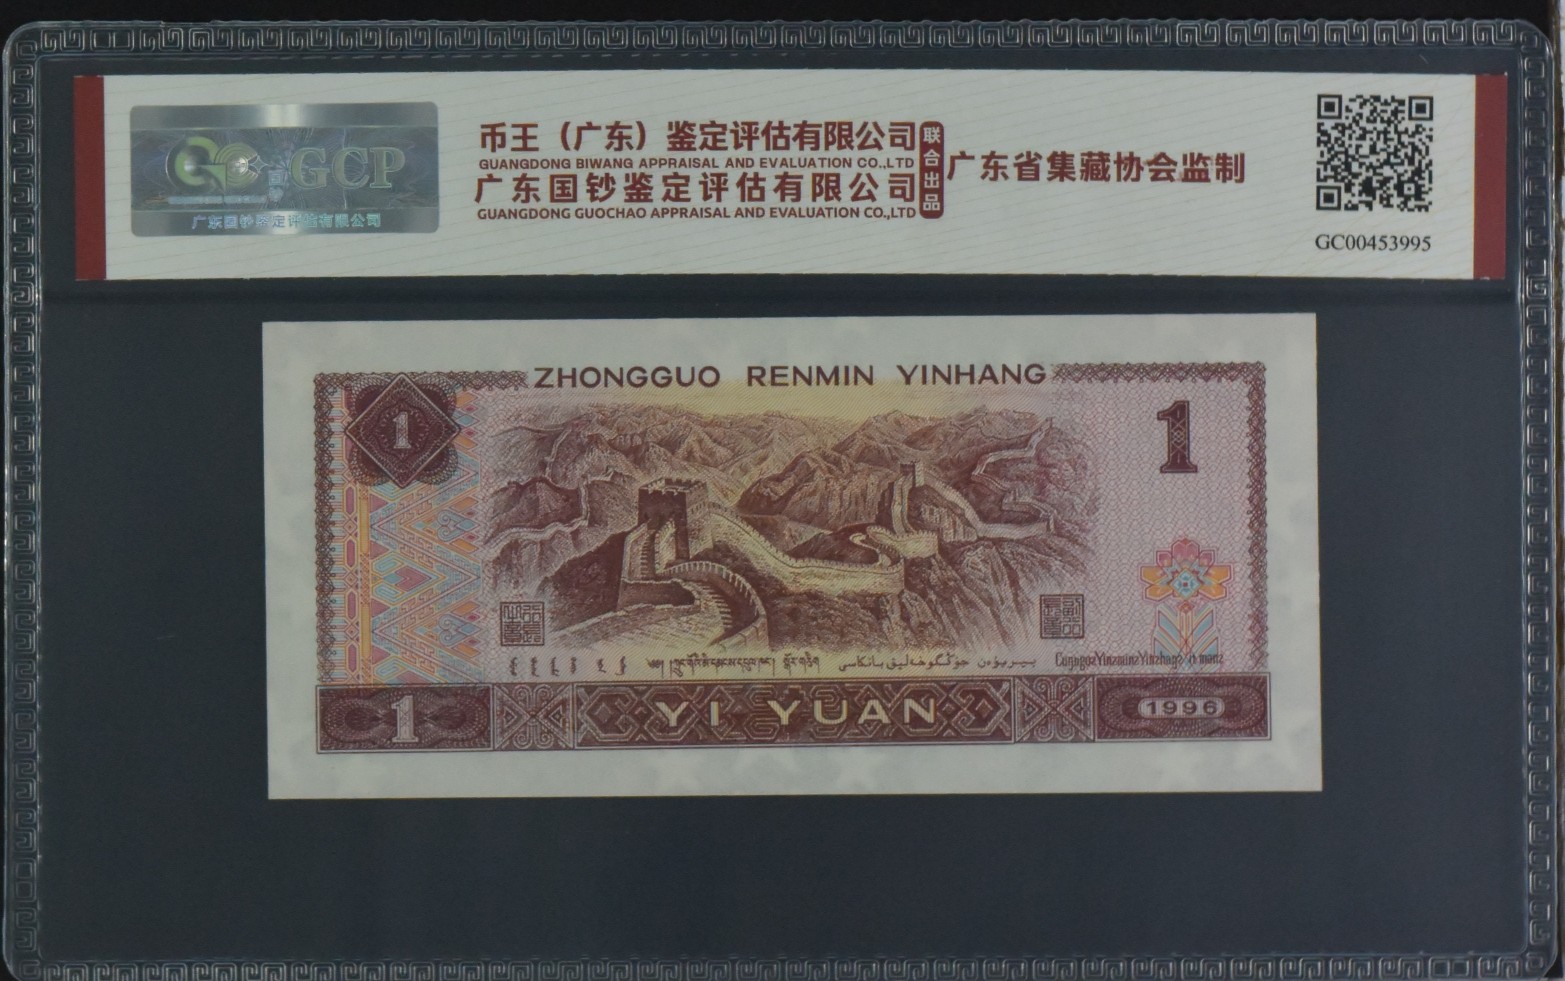 GCP
广东国钞鉴定评估有限公司
币王（广东）鉴定评估有限公司
GUANGDONG BIWANG APPRAISAL AND EVALUATION CO.,LTD
广东国钞鉴定评估有限公司
GUANGDONG GUOCHAO APPRAISAL AND EVALUATION CO.,LTD
联合出品
广东省集藏协会监制
GC00453995
ZHONGGUO RENMIN YINHANG
1
1
1
YI YUAN
1996